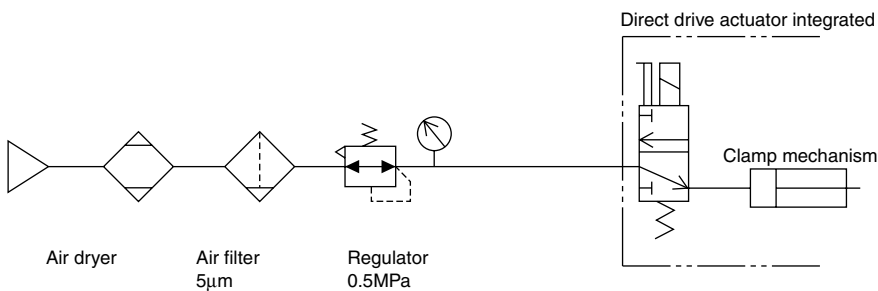 Direct drive actuator integrated
Clamp mechanism
Air dryer
Air filter
5μm
Regulator
0.5MPa